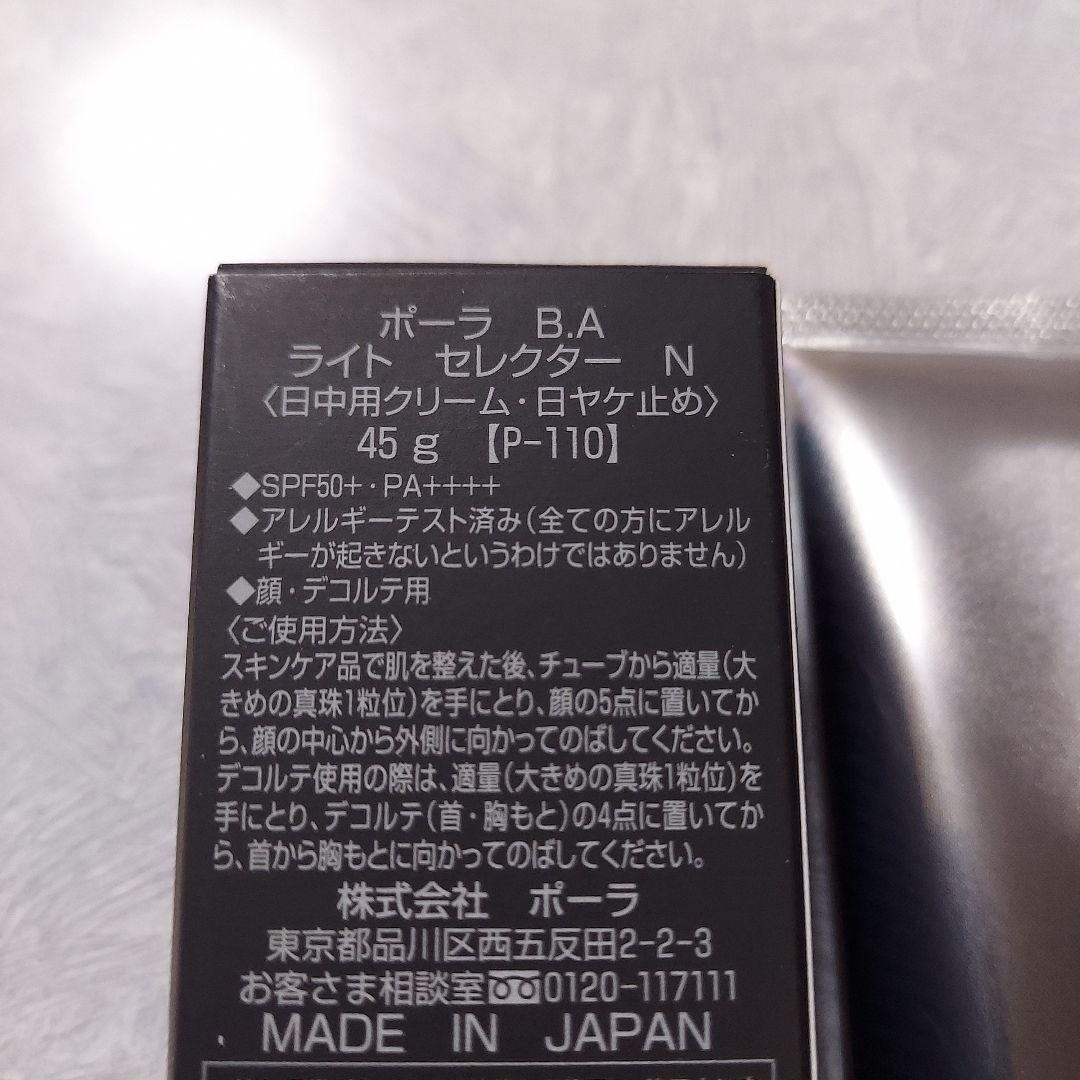 ポーラ B.A
ライト セレクター N
〈日中用クリーム・日ヤケ止め〉
45g 【P-110】
◆SPF50+・PA++++
◆アレルギーテスト済み(全ての方にアレル
ギーが起きないというわけではありません)
◆顔・デコルテ用
〈ご使用方法〉
スキンケア品で肌を整えた後、チューブから適量(大
きめの真珠1粒位)を手にとり、顔の5点に置いてか
ら、顔の中心から外側に向かってのばしてください。
デコルテ使用の際は、適量(大きめの真珠1粒位)を
手にとり、デコルテ(首・胸もと)の4点に置いてか
ら、首から胸もとに向かってのばしてください。
株式会社 ポーラ
東京都品川区西五反田2-2-3
お客さま相談室 0120-117111
MADE IN JAPAN